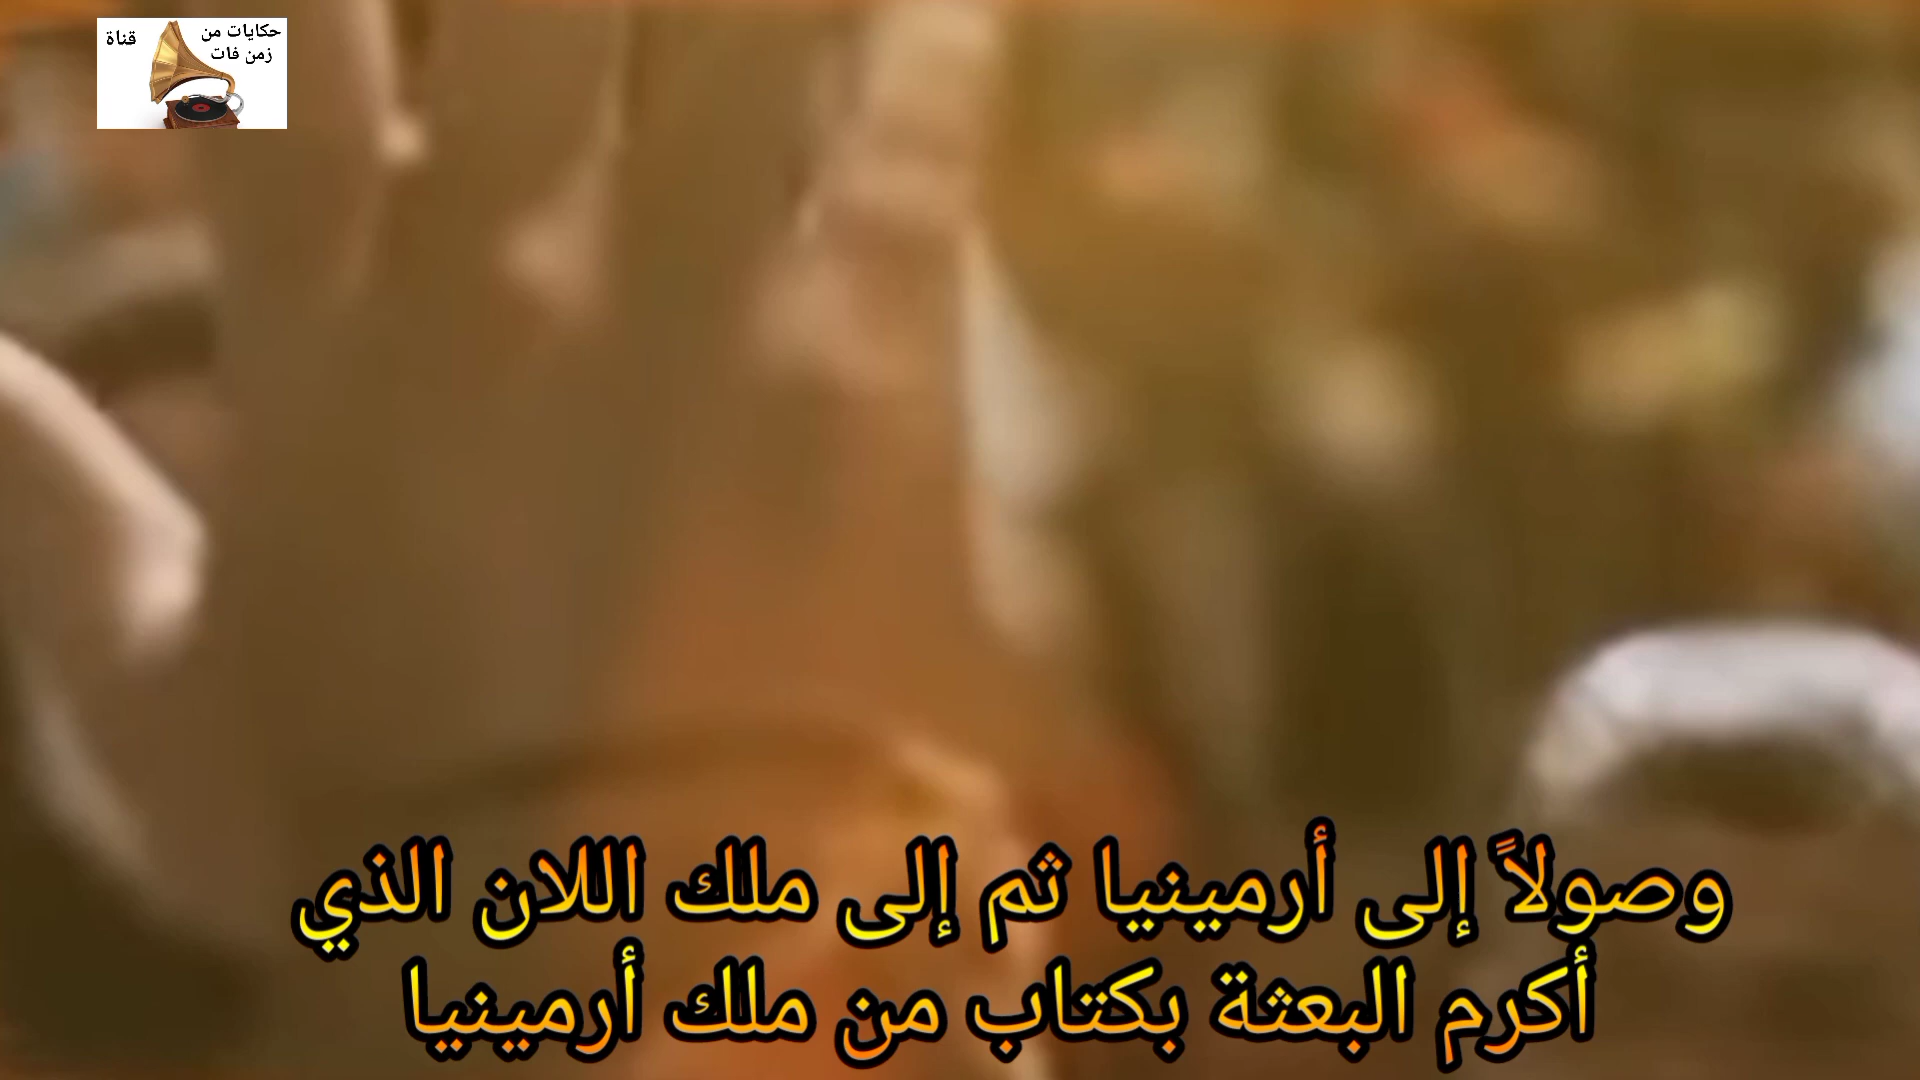 قناة
حكايات من
زمن فات
وصولاً إلى أرمينيا ثم إلى ملك اللان الذي
أكرم البعثة بكتاب من ملك أرمينيا